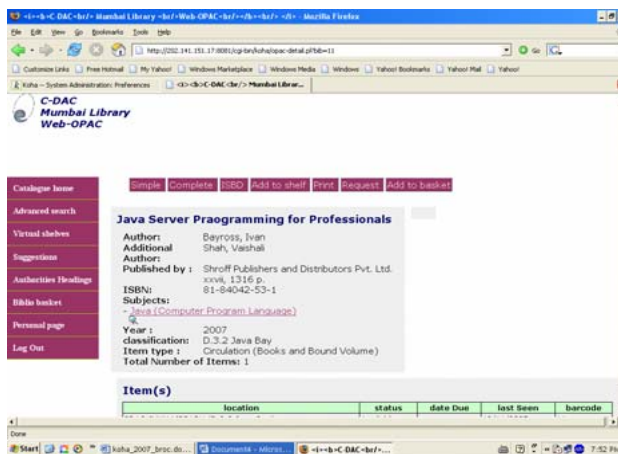 <i><b>C-DAC<br/> Mumbai Library <br/>Web-OPAC<br/></b><br/> </i> - Mozilla Firefox
File Edit View Go Bookmarks Tools Help
http://202.141.151.17:8081/cgi-bin/koha/opac-detail.pl?bib=11
Customize Links Free Hotmail My Yahoo! Windows Marketplace Windows Media Windows Yahoo! Bookmarks Yahoo! Mail Yahoo!
Koha -- System Administration: Preferences <i><b>C-DAC<br/> Mumbai Librar...
C-DAC
Mumbai Library
Web-OPAC
Simple Complete ISBD Add to shelf Print Request Add to basket
Catalogue home
Advanced search
Virtual shelves
Suggestions
Authorities Headings
Biblio basket
Personal page
Log Out
Java Server Praogramming for Professionals
Author: Bayross, Ivan
Additional Author: Shah, Vaishali
Published by : Shroff Publishers and Distributors Pvt. Ltd.
xxvii, 1316 p.
ISBN: 81-84042-53-1
Subjects:
- Java (Computer Program Language)
Year : 2007
classification: D.3.2 Java Bay
Item type : Circulation (Books and Bound Volume)
Total Number of Items: 1
Item(s)
location status date Due last Seen barcode
Done
Start koha_2007_broc.do... Document4 - Micros... <i><b>C-DAC<br/>... 7:52 PM